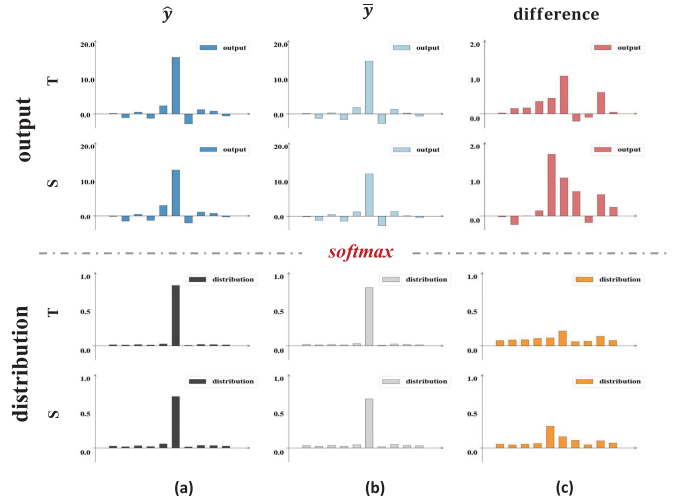 ŷ
ȳ
difference
output
T
20.0
10.0
0.0
output
20.0
10.0
0.0
output
2.0
1.0
0.0
output
S
20.0
10.0
0.0
output
20.0
10.0
0.0
output
2.0
1.0
0.0
output
softmax
distribution
T
1.0
0.5
0.0
distribution
1.0
0.5
0.0
distribution
1.0
0.5
0.0
distribution
S
1.0
0.5
0.0
distribution
1.0
0.5
0.0
distribution
1.0
0.5
0.0
distribution
(a)
(b)
(c)